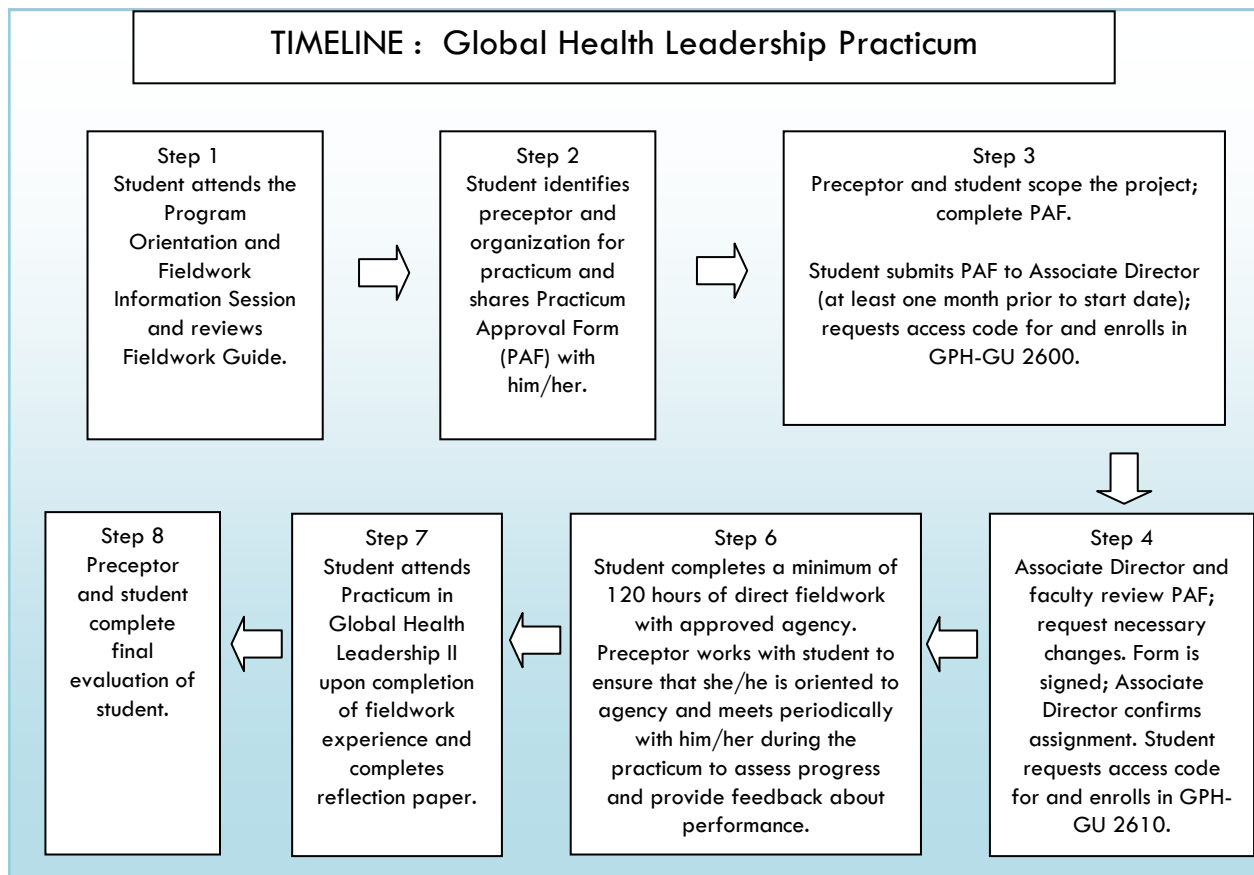 TIMELINE : Global Health Leadership Practicum
Step 1
Student attends the
Program
Orientation and
Fieldwork
Information Session
and reviews
Fieldwork Guide.
Step 2
Student identifies
preceptor and
organization for
practicum and
shares Practicum
Approval Form
(PAF) with
him/her.
Step 3
Preceptor and student scope the project;
complete PAF.
Student submits PAF to Associate Director
(at least one month prior to start date);
requests access code for and enrolls in
GPH-GU 2600.
Step 4
Associate Director and
faculty review PAF;
request necessary
changes. Form is
signed; Associate
Director confirms
assignment. Student
requests access code
for and enrolls in GPH-
GU 2610.
Step 6
Student completes a minimum of
120 hours of direct fieldwork
with approved agency.
Preceptor works with student to
ensure that she/he is oriented to
agency and meets periodically
with him/her during the
practicum to assess progress
and provide feedback about
performance.
Step 7
Student attends
Practicum in
Global Health
Leadership II
upon completion
of fieldwork
experience and
completes
reflection paper.
Step 8
Preceptor
and student
complete
final
evaluation of
student.